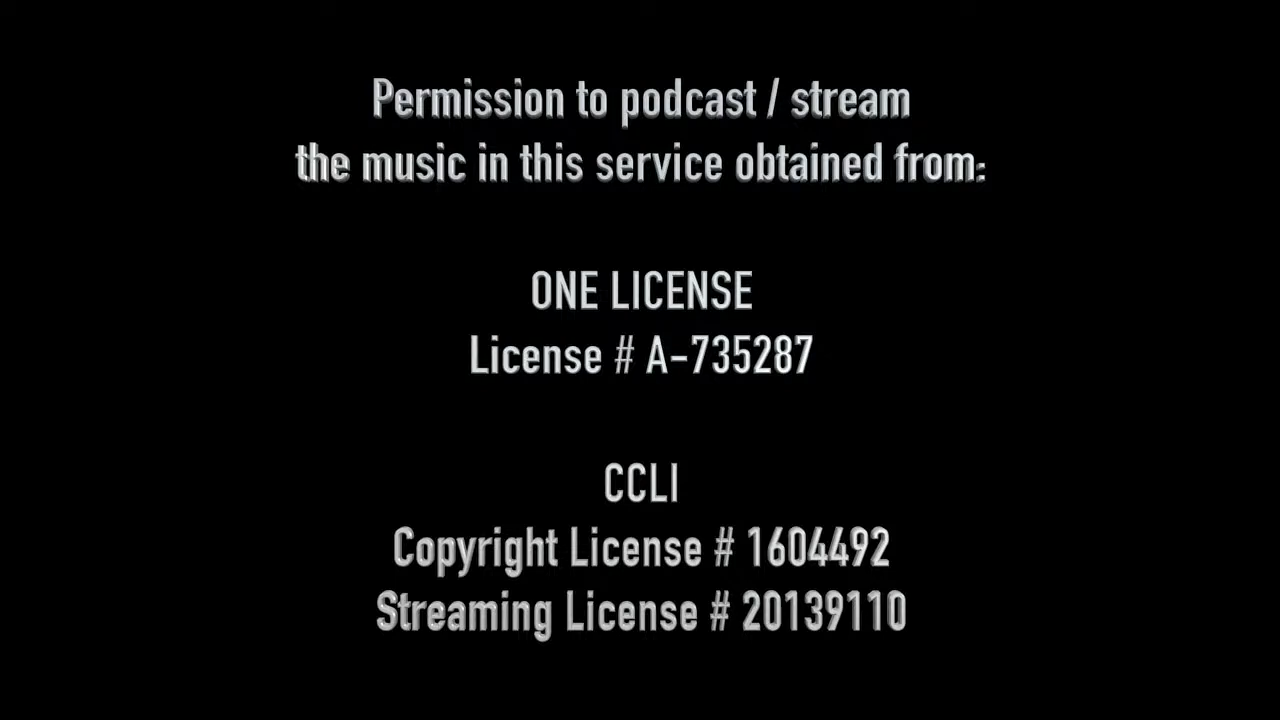 Permission to podcast / stream
the music in this service obtained from:
ONE LICENSE
License # A-735287
CCLI
Copyright License # 1604492
Streaming License # 20139110